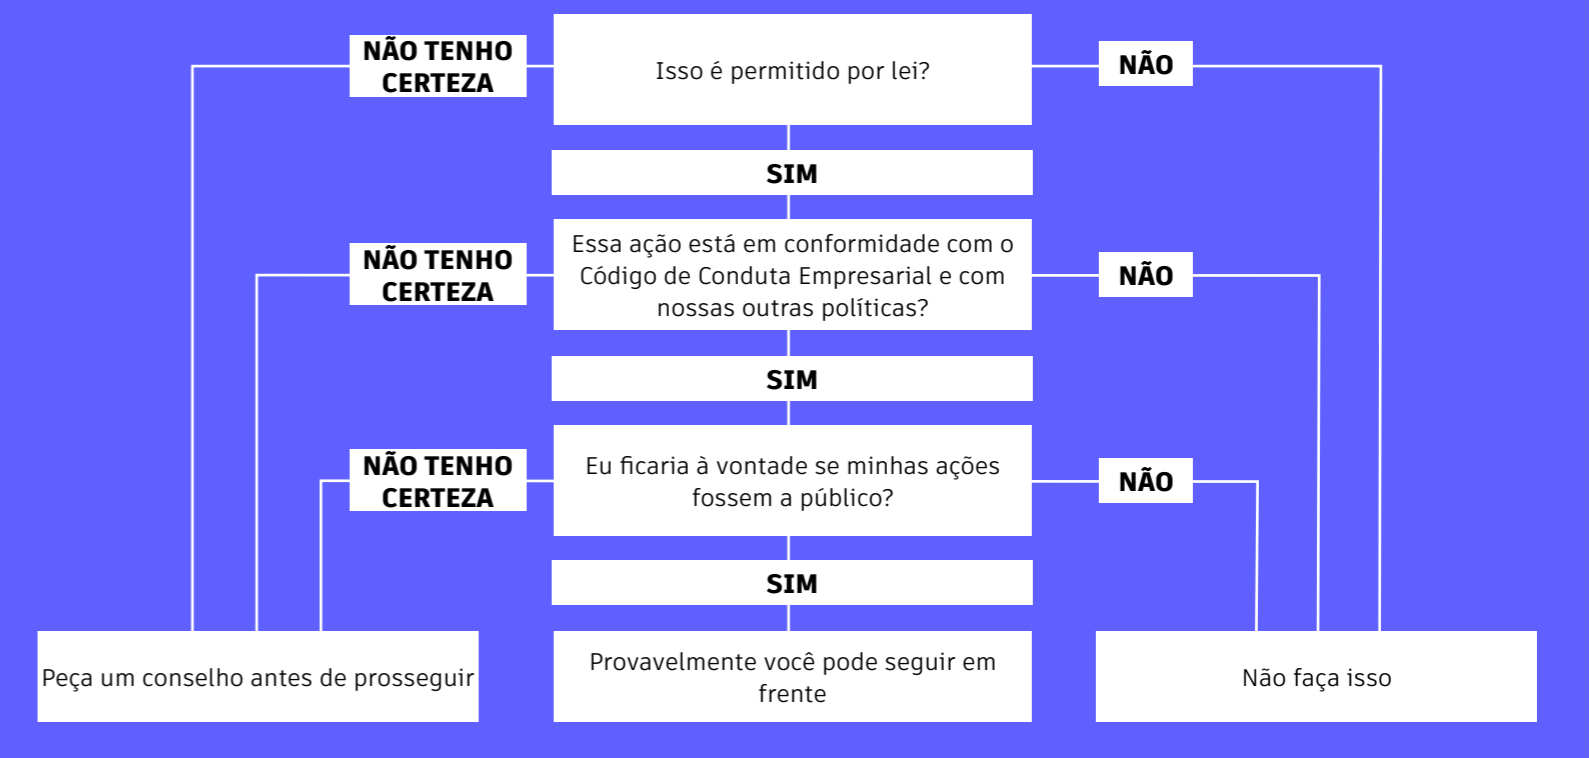 NÃO TENHO
CERTEZA
Isso é permitido por lei?
NÃO
SIM
NÃO TENHO
CERTEZA
Essa ação está em conformidade com o
Código de Conduta Empresarial e com
nossas outras políticas?
NÃO
SIM
NÃO TENHO
CERTEZA
Eu ficaria à vontade se minhas ações
fossem a público?
NÃO
SIM
Peça um conselho antes de prosseguir
Provavelmente você pode seguir em
frente
Não faça isso